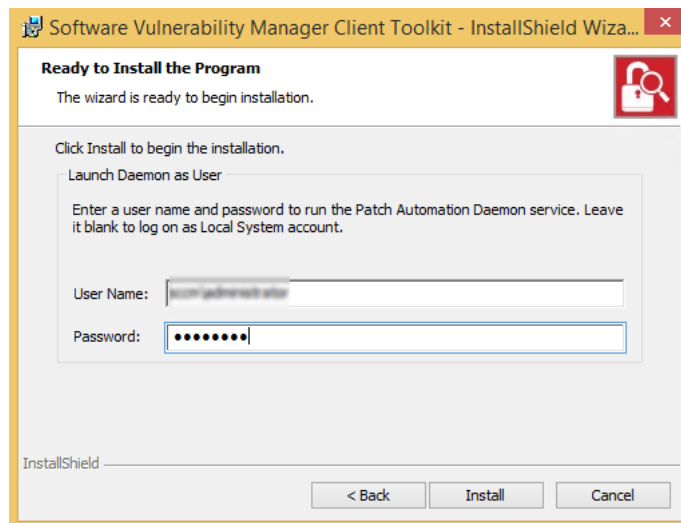 Software Vulnerability Manager Client Toolkit - InstallShield Wiza...
Ready to Install the Program
The wizard is ready to begin installation.
Click Install to begin the installation.
Launch Daemon as User
Enter a user name and password to run the Patch Automation Daemon service. Leave
it blank to log on as Local System account.
User Name:
Password: ●●●●●●●●
InstallShield
< Back Install Cancel